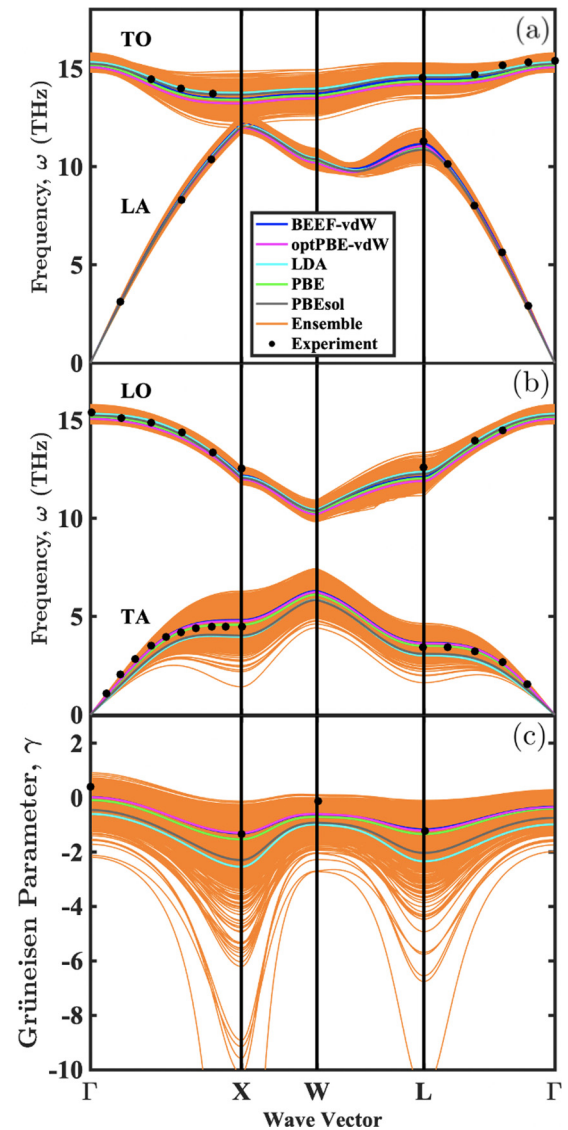 TO
(a)
15
10
LA
5
0
Frequency, ω (THz)
BEEF-vdW
optPBE-vdW
LDA
PBE
PBEsol
Ensemble
Experiment
LO
(b)
15
10
TA
5
0
Frequency, ω (THz)
(c)
2
0
-2
-4
-6
-8
-10
Grüneisen Parameter, γ
Γ X W L Γ
Wave Vector